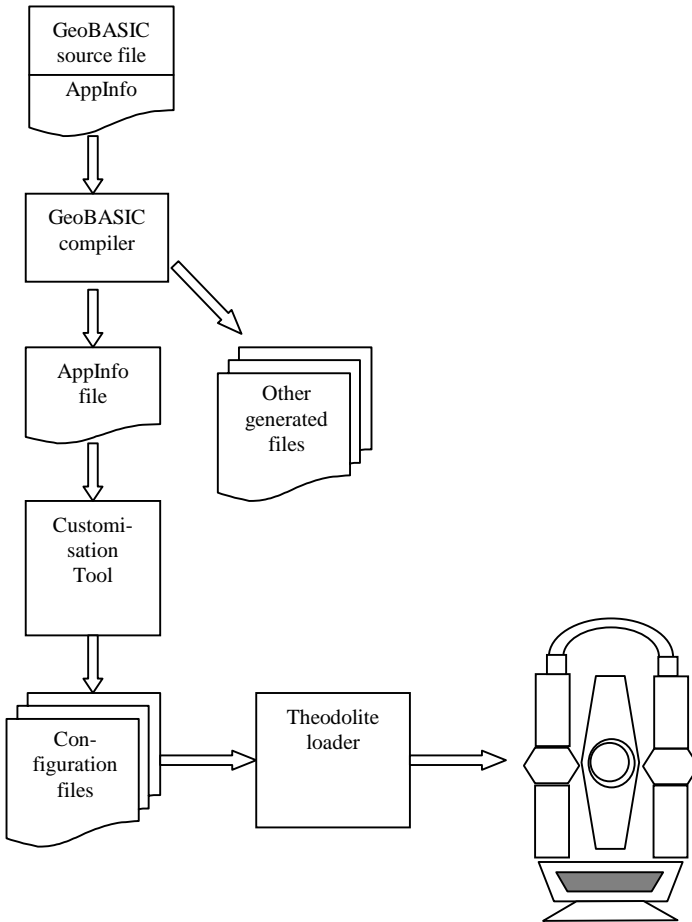 GeoBASIC
source file
AppInfo
GeoBASIC
compiler
AppInfo
file
Other
generated
files
Customi-
sation
Tool
Con-
figuration
files
Theodolite
loader